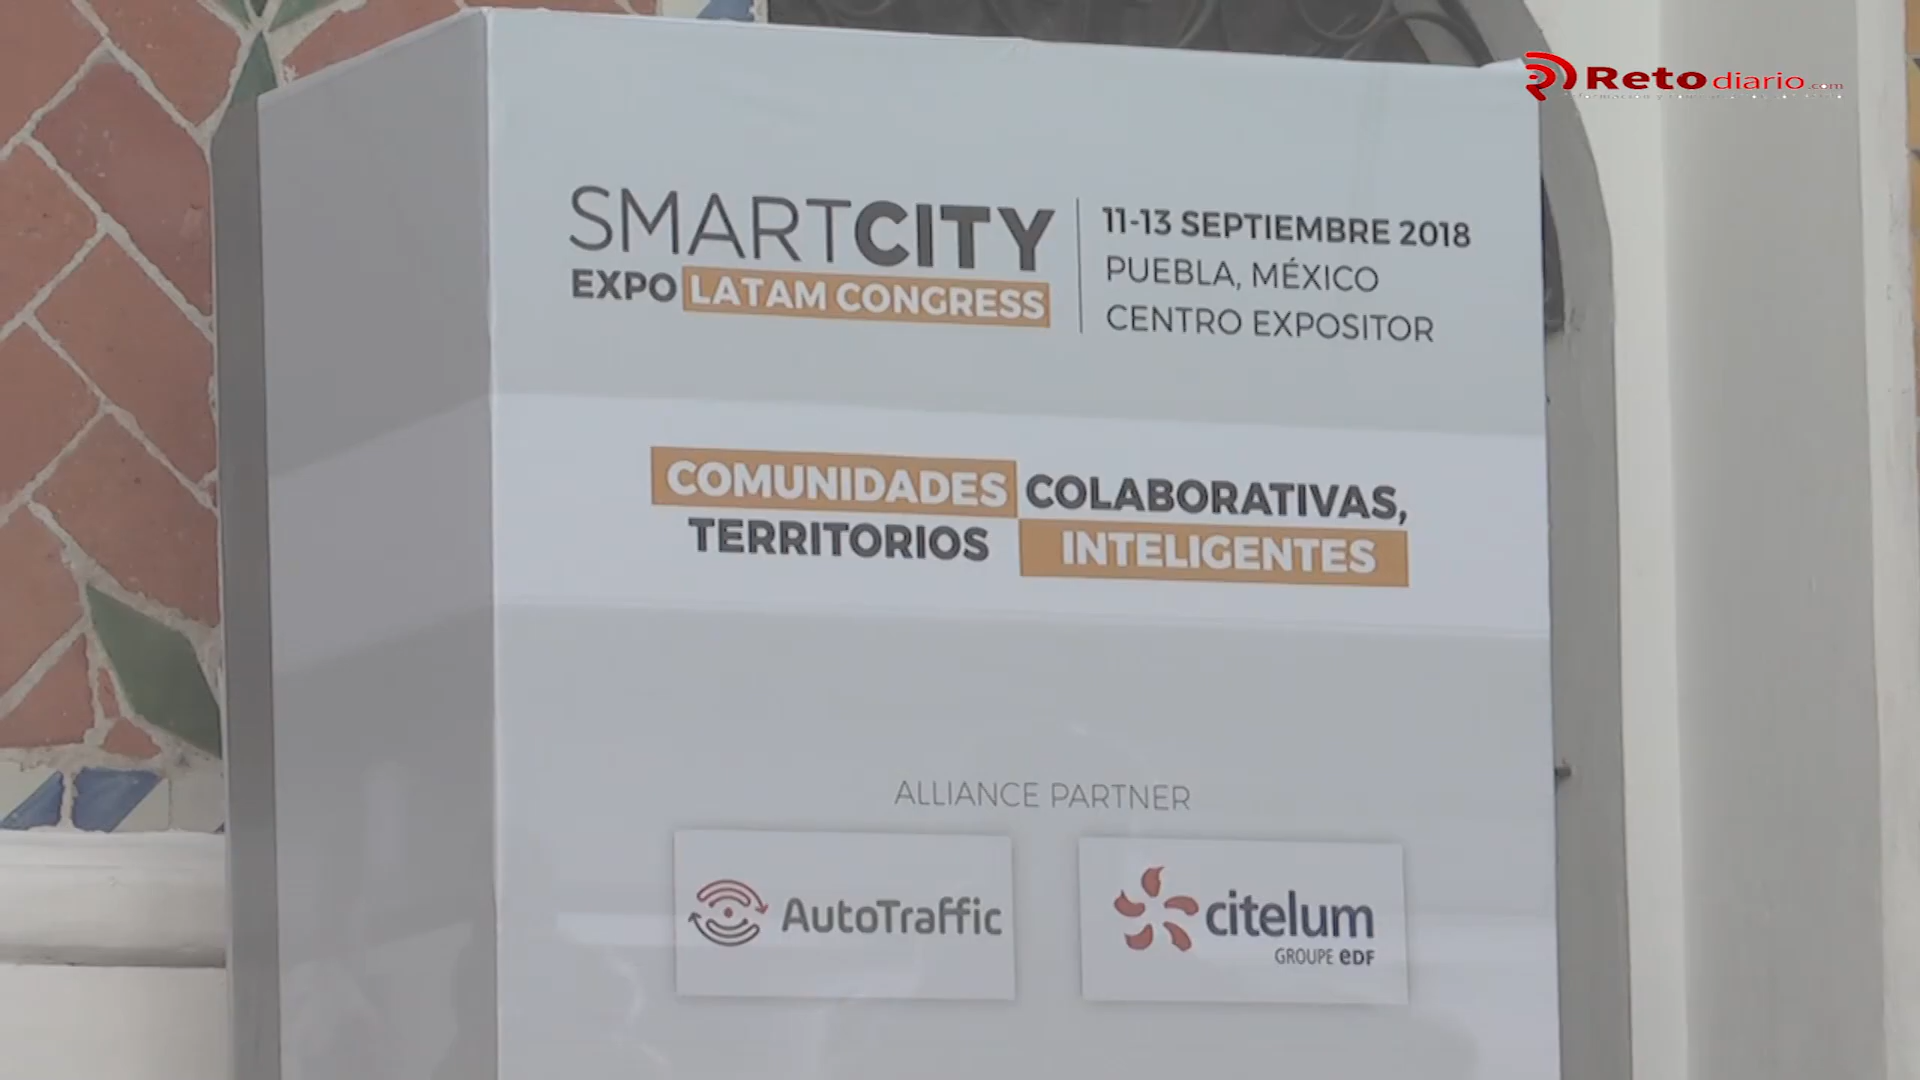 Reto diario.com
SMARTCITY
EXPO LATAM CONGRESS
11-13 SEPTIEMBRE 2018
PUEBLA, MÉXICO
CENTRO EXPOSITOR
COMUNIDADES COLABORATIVAS,
TERRITORIOS INTELIGENTES
ALLIANCE PARTNER
AutoTraffic
citelum
GROUPE eDF